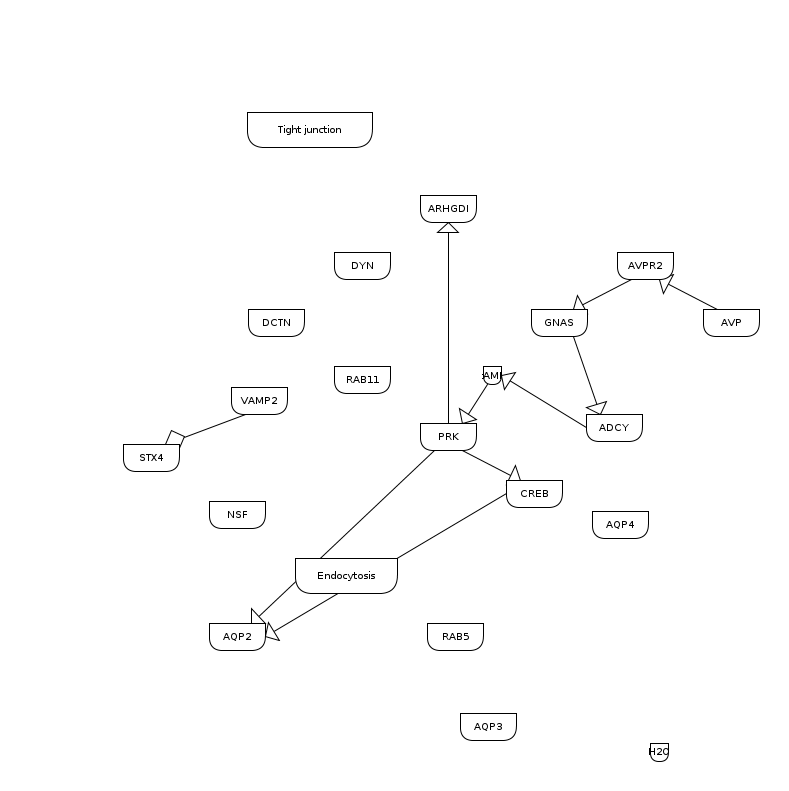 Tight junction
ARHGDI
DYN
AVPR2
DCTN
GNAS
AVP
RAB11
AM
VAMP2
ADCY
PRK
STX4
CREB
NSF
AQP4
Endocytosis
AQP2
RAB5
AQP3
H2O